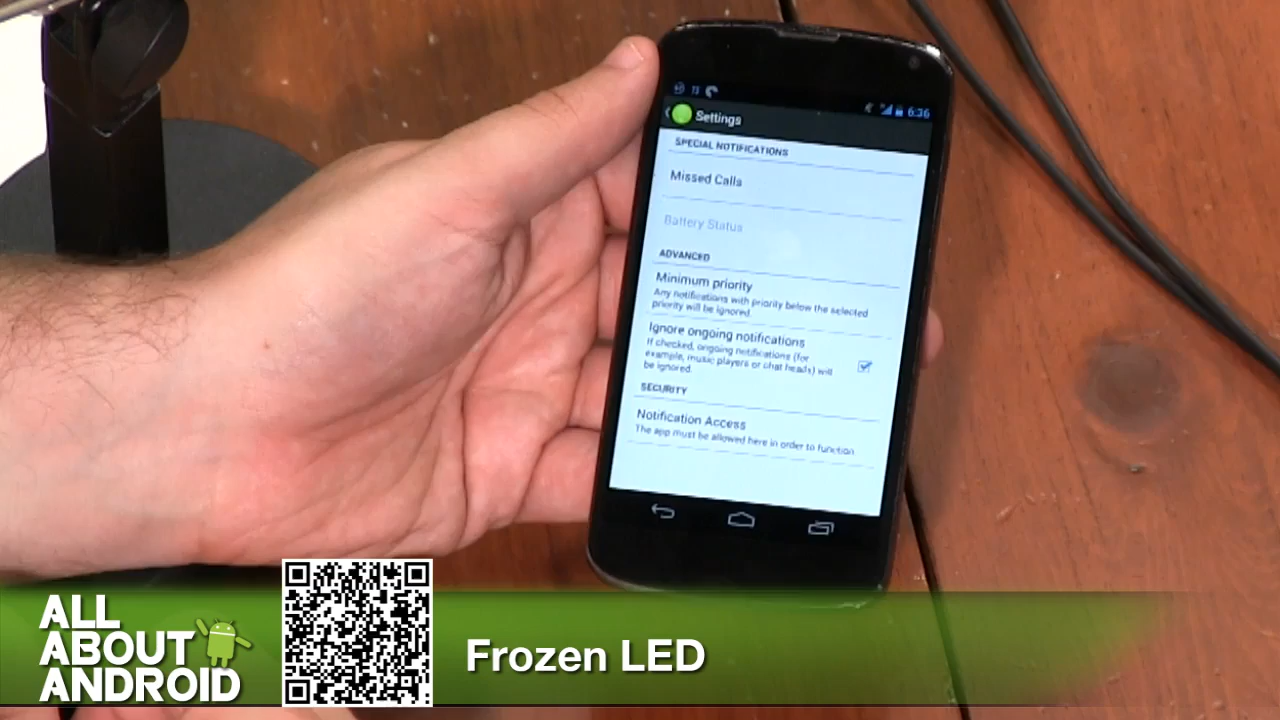 73
6:36
Settings
SPECIAL NOTIFICATIONS
Missed Calls
Battery Status
ADVANCED
Minimum priority
Any notifications with priority below the selected
priority will be ignored.
Ignore ongoing notifications
If checked, ongoing notifications (for
example, music players or chat heads) will
be ignored.
SECURITY
Notification Access
The app must be allowed here in order to function.
ALL
ABOUT
ANDROID
Frozen LED